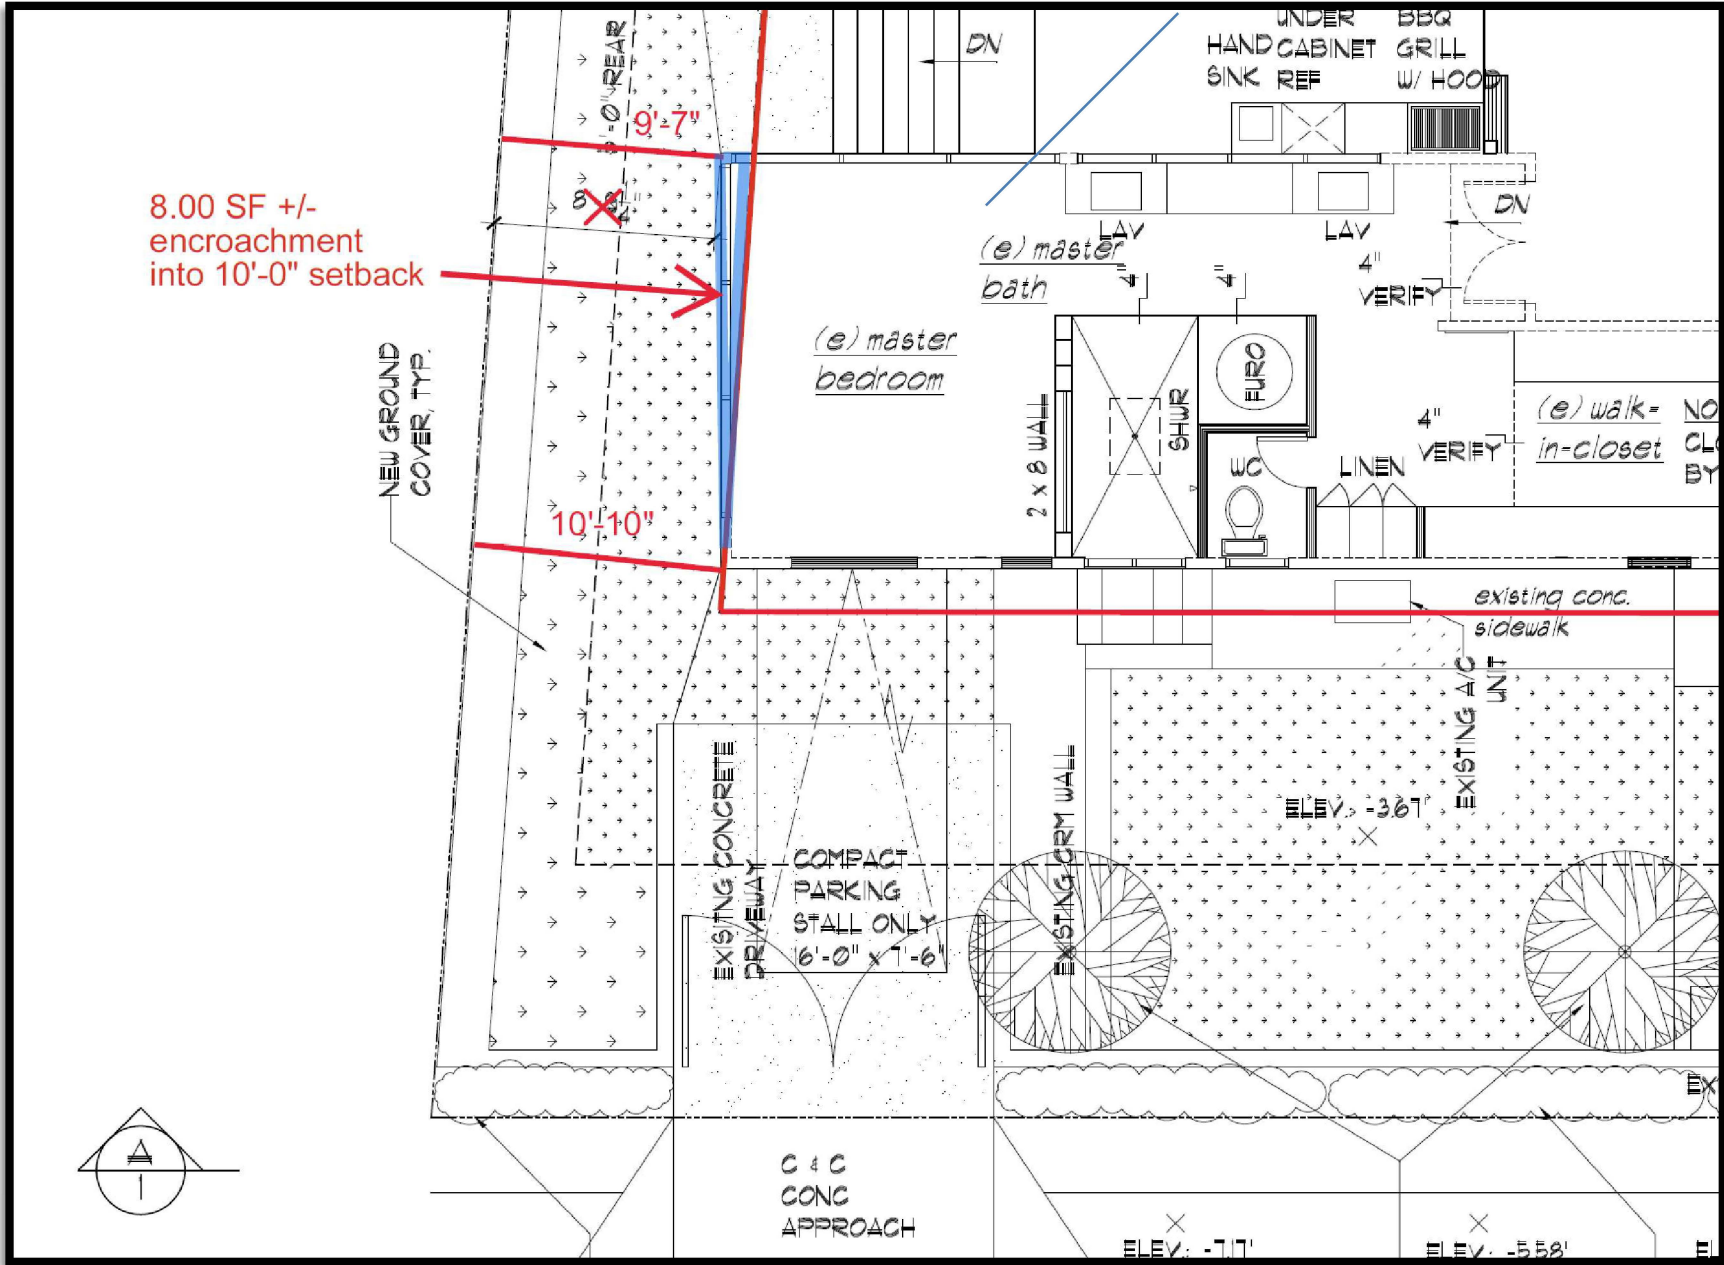 UNDER
CABINET
REF
BBQ
GRILL
W/ HOOD
HAND
SINK
DN
-0" REAR
9'-7"
8.00 SF +/-
encroachment
into 10'-0" setback
(e) master
bath
LAV
LAV
DN
4"
4"
4"
VERIFY
(e) master
bedroom
FURO
SHWR
2 x 8 WALL
WC
LINEN
4"
VERIFY
(e) walk-
in-closet
NEW GROUND
COVER, TYP.
10'-10"
existing conc.
sidewalk
EXISTING A/C
UNIT
EXISTING CONCRETE
DRIVEWAY
EXISTING CRM WALL
ELEV.: -3.67'
COMPACT
PARKING
STALL ONLY
16'-0" x 7'-6"
A
1
C & C
CONC
APPROACH
ELEV.: -7.17'
ELEV.: -5.58'